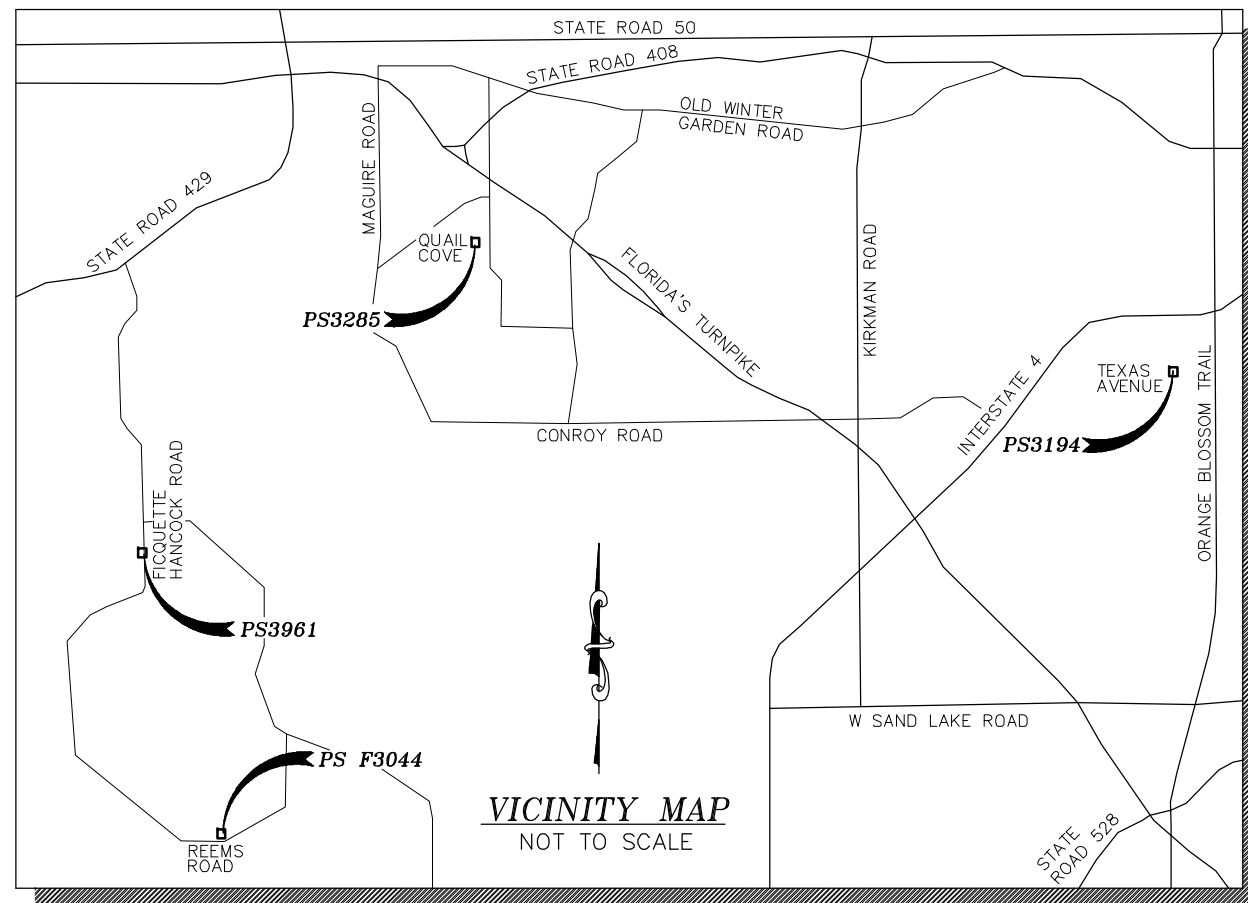 STATE ROAD 50
STATE ROAD 408
OLD WINTER
GARDEN ROAD
MAGUIRE ROAD
STATE ROAD 429
QUAIL
COVE
KIRKMAN ROAD
FLORIDA'S TURNPIKE
PS3285
INTERSTATE 4
TEXAS
AVENUE
ORANGE BLOSSOM TRAIL
CONROY ROAD
PS3194
FICQUETTE
HANCOCK ROAD
PS3961
W SAND LAKE ROAD
PS F3044
VICINITY MAP
NOT TO SCALE
REEMS
ROAD
STATE
ROAD 528